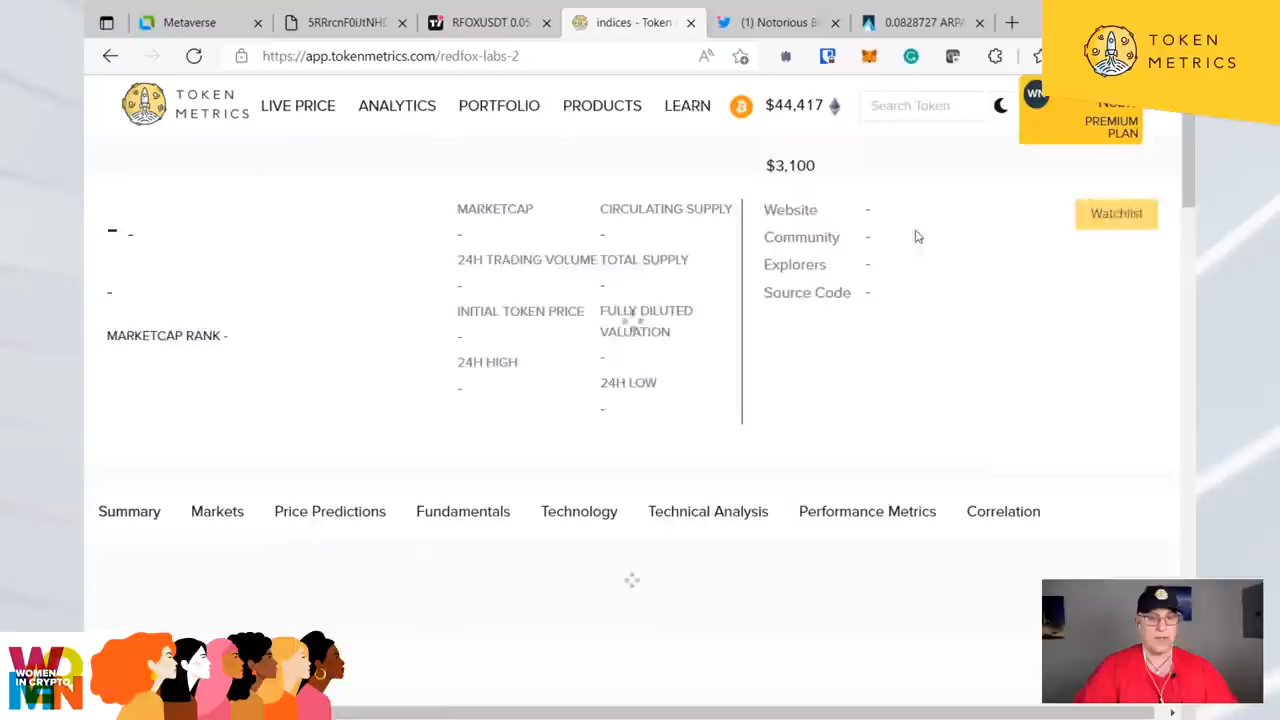 Metaverse
5RRrcnF0iJtNHD
RFOXUSDT 0.05
indices - Token
(1) Notorious B
0.0828727 ARPA
https://app.tokenmetrics.com/redfox-labs-2
TOKEN
METRICS
TOKEN
METRICS
LIVE PRICE
ANALYTICS
PORTFOLIO
PRODUCTS
LEARN
$44,417
Search Token
WN
PREMIUM
PLAN
$3,100
MARKETCAP
-
CIRCULATING SUPPLY
-
Website -
Watchlist
- -
Community -
24H TRADING VOLUME
-
TOTAL SUPPLY
-
Explorers -
-
Source Code -
INITIAL TOKEN PRICE
-
FULLY DILUTED
VALUATION
-
MARKETCAP RANK -
24H HIGH
-
24H LOW
-
Summary
Markets
Price Predictions
Fundamentals
Technology
Technical Analysis
Performance Metrics
Correlation
WOMEN
IN CRYPTO